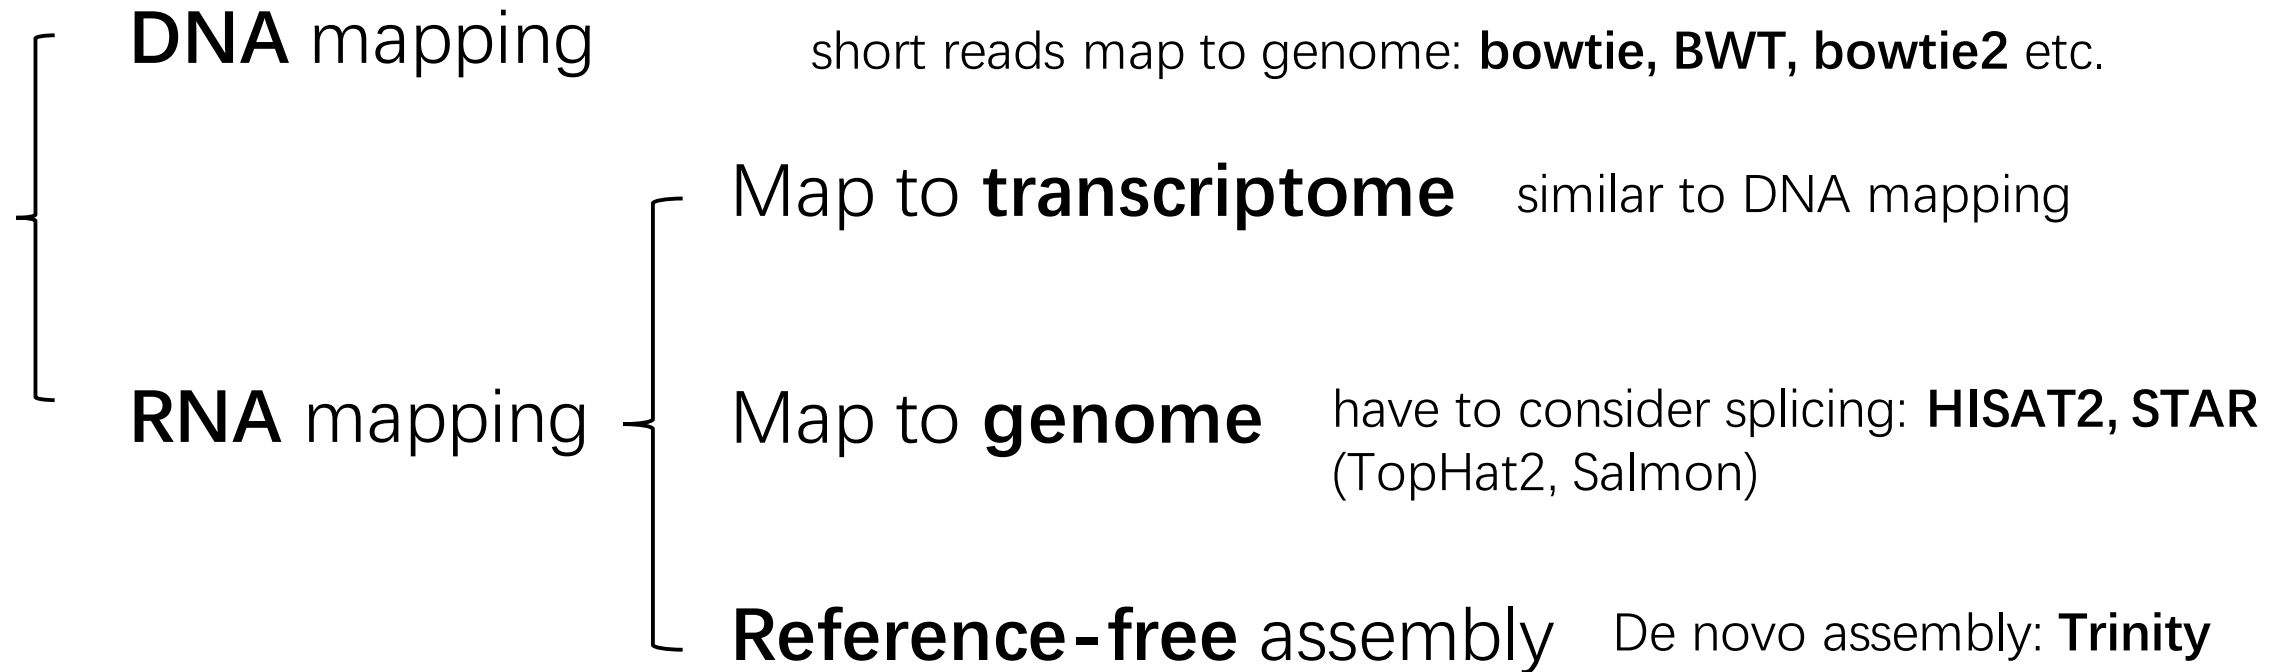 DNA mapping short reads map to genome: bowtie, BWT, bowtie2 etc.
Map to transcriptome similar to DNA mapping
RNA mapping Map to genome have to consider splicing: HISAT2, STAR
(TopHat2, Salmon)
Reference-free assembly De novo assembly: Trinity